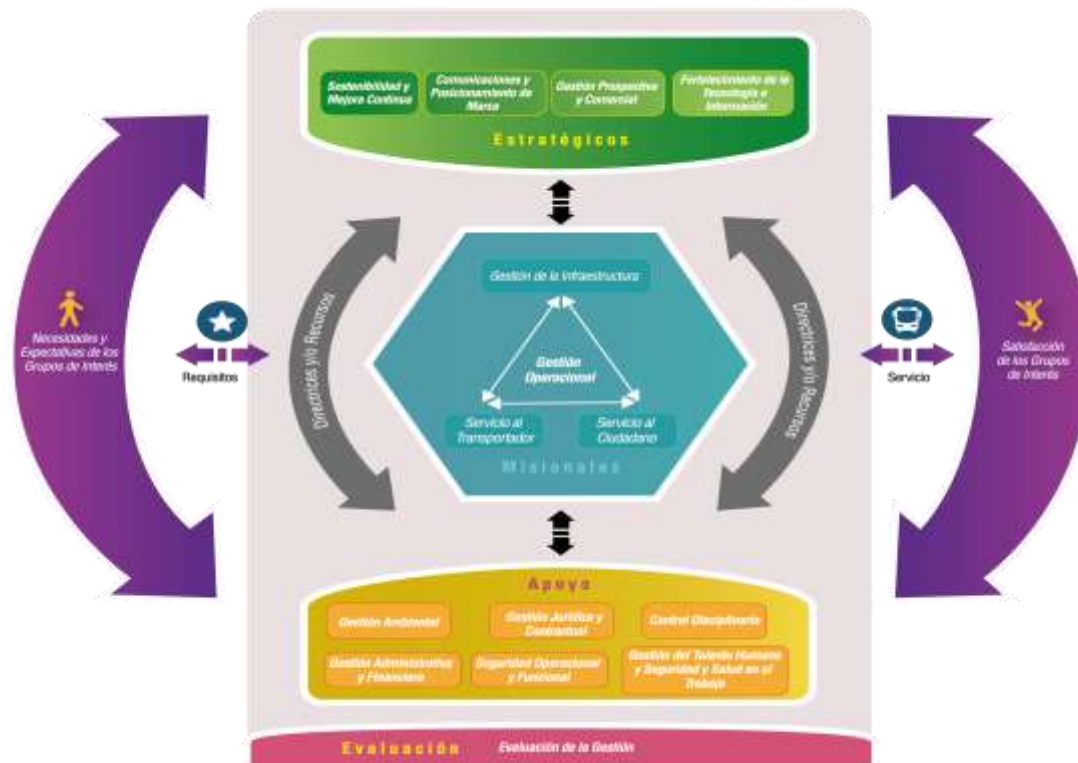 Sostenibilidad y
Mejora Continua
Comunicaciones y
Posicionamiento de
Marca
Gestión Prospectiva
y Comercial
Fortalecimiento de la
Tecnología e
Información
Estratégicos
Necesidades y
Expectativas de los
Grupos de Interés
Requisitos
Directrices y/o Recursos
Gestión de la Infraestructura
Gestión
Operacional
Servicio al
Transportador
Servicio al
Ciudadano
Misionales
Directrices y/o Recursos
Servicio
Satisfacción
de los Grupos
de Interés
Apoyo
Gestión Ambiental
Gestión Jurídica y
Contractual
Control Disciplinario
Gestión Administrativa
y Financiera
Seguridad Operacional
y Funcional
Gestión del Talento Humano
y Seguridad y Salud en el
Trabajo
Evaluación
Evaluación de la Gestión